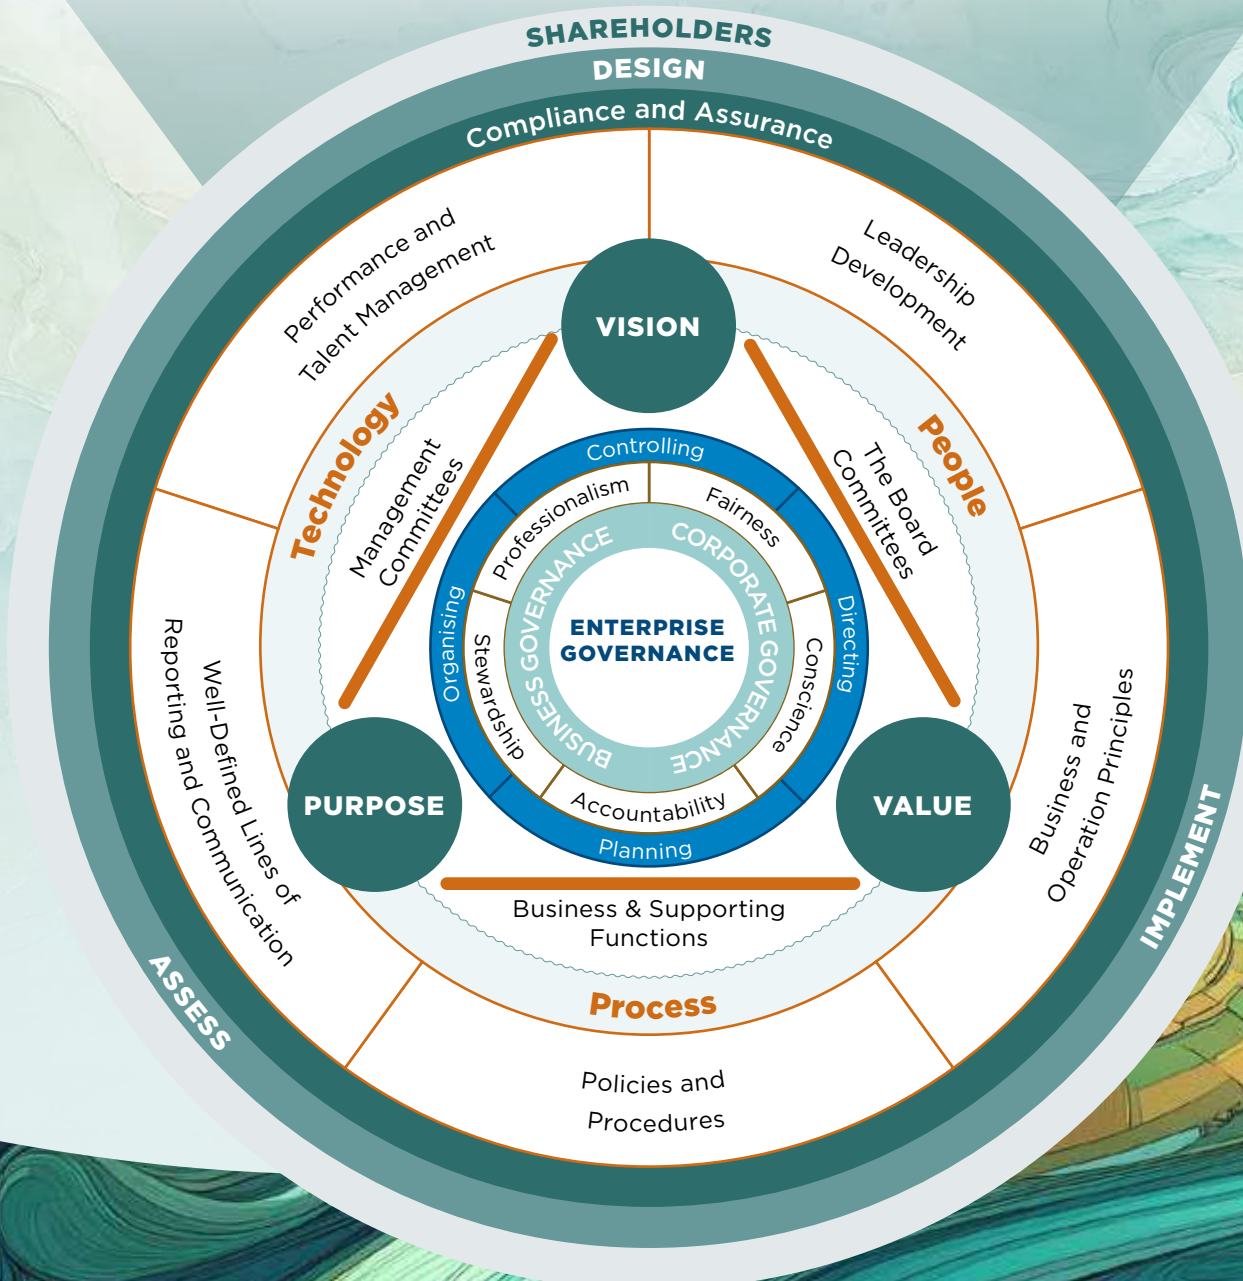 SHAREHOLDERS
DESIGN
Compliance and Assurance
Performance and
Talent Management
Leadership
Development
VISION
Technology
People
Management
Committees
The Board
Committees
Controlling
Professionalism
Fairness
BUSINESS GOVERNANCE
CORPORATE GOVERNANCE
ENTERPRISE
GOVERNANCE
Organising
Directing
Stewardship
Conscience
Accountability
Planning
Well-Defined Lines of
Reporting and Communication
Business and
Operation Principles
PURPOSE
VALUE
Business & Supporting
Functions
Process
ASSESS
IMPLEMENT
Policies and
Procedures